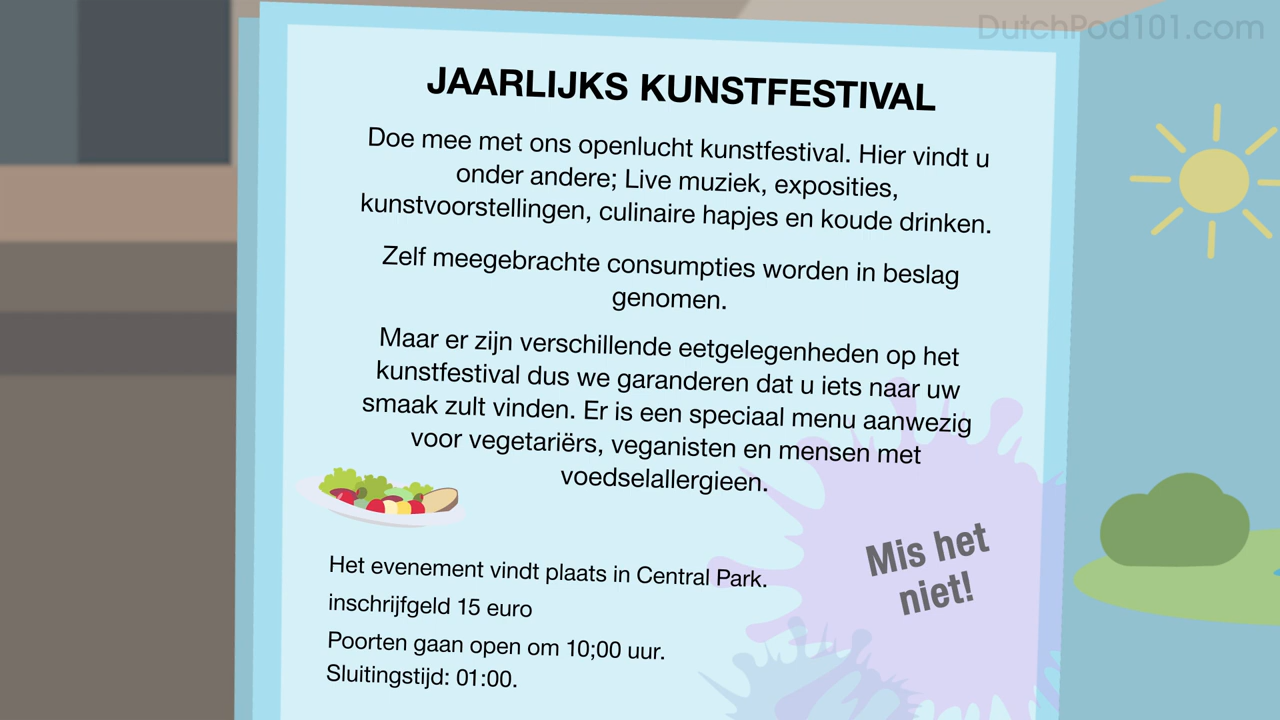 DutchPod101.com
JAARLIJKS KUNSTFESTIVAL
Doe mee met ons openlucht kunstfestival. Hier vindt u
onder andere; Live muziek, exposities,
kunstvoorstellingen, culinaire hapjes en koude drinken.
Zelf meegebrachte consumpties worden in beslag
genomen.
Maar er zijn verschillende eetgelegenheden op het
kunstfestival dus we garanderen dat u iets naar uw
smaak zult vinden. Er is een speciaal menu aanwezig
voor vegetariërs, veganisten en mensen met
voedselallergieen.
Mis het
niet!
Het evenement vindt plaats in Central Park.
inschrijfgeld 15 euro
Poorten gaan open om 10;00 uur.
Sluitingstijd: 01:00.